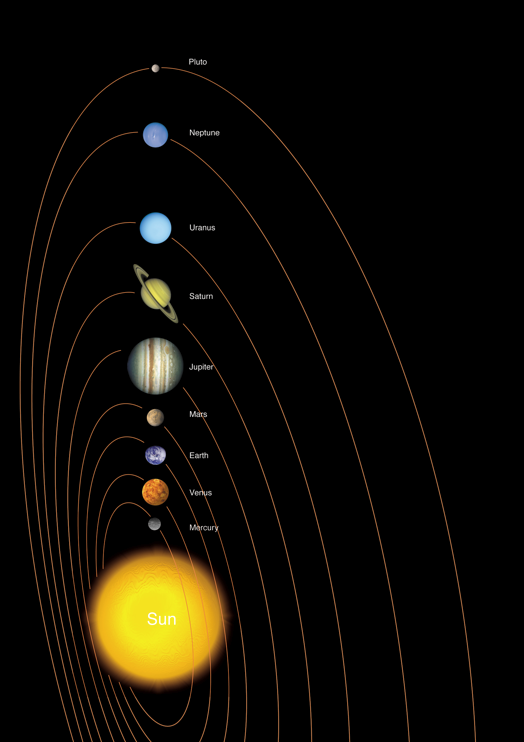 Pluto
Neptune
Uranus
Saturn
Jupiter
Mars
Earth
Venus
Mercury
Sun